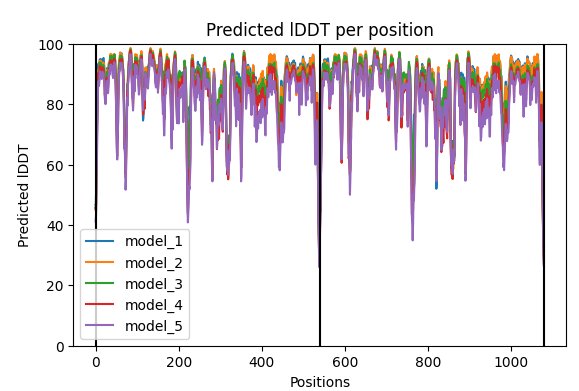 Predicted lDDT per position
Predicted lDDT
100
80
60
40
20
0
model_1
model_2
model_3
model_4
model_5
0
200
400
600
800
1000
Positions